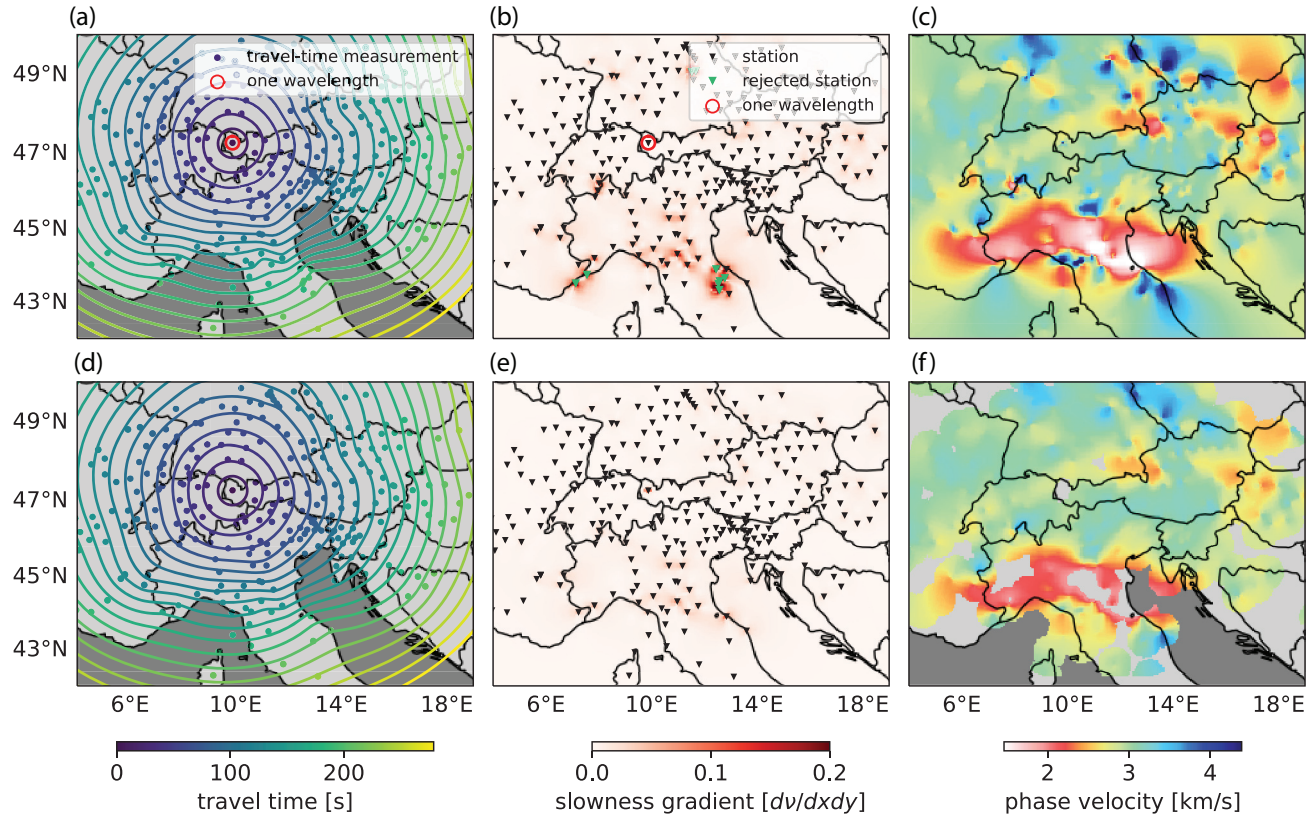 (a)
(b)
(c)
travel-time measurement
one wavelength
station
rejected station
one wavelength
49°N
47°N
45°N
43°N
(d)
(e)
(f)
49°N
47°N
45°N
43°N
6°E 10°E 14°E 18°E
6°E 10°E 14°E 18°E
6°E 10°E 14°E 18°E
0 100 200
travel time [s]
0.0 0.1 0.2
slowness gradient [dν/dxdy]
2 3 4
phase velocity [km/s]